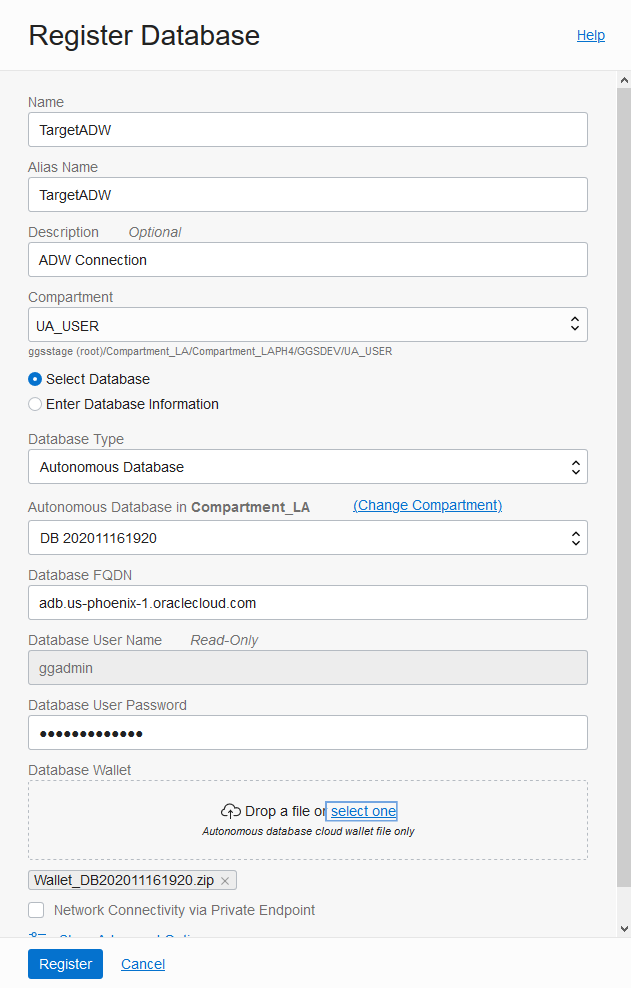 Register Database
Help
Name
TargetADW
Alias Name
TargetADW
Description Optional
ADW Connection
Compartment
UA_USER
ggsstage (root)/Compartment_LA/Compartment_LAPH4/GGSDEV/UA_USER
Select Database
Enter Database Information
Database Type
Autonomous Database
Autonomous Database in Compartment_LA (Change Compartment)
DB 202011161920
Database FQDN
adb.us-phoenix-1.oraclecloud.com
Database User Name Read-Only
ggadmin
Database User Password
•••••••••••••
Database Wallet
Drop a file or select one
Autonomous database cloud wallet file only
Wallet_DB202011161920.zip ×
Network Connectivity via Private Endpoint
Register Cancel